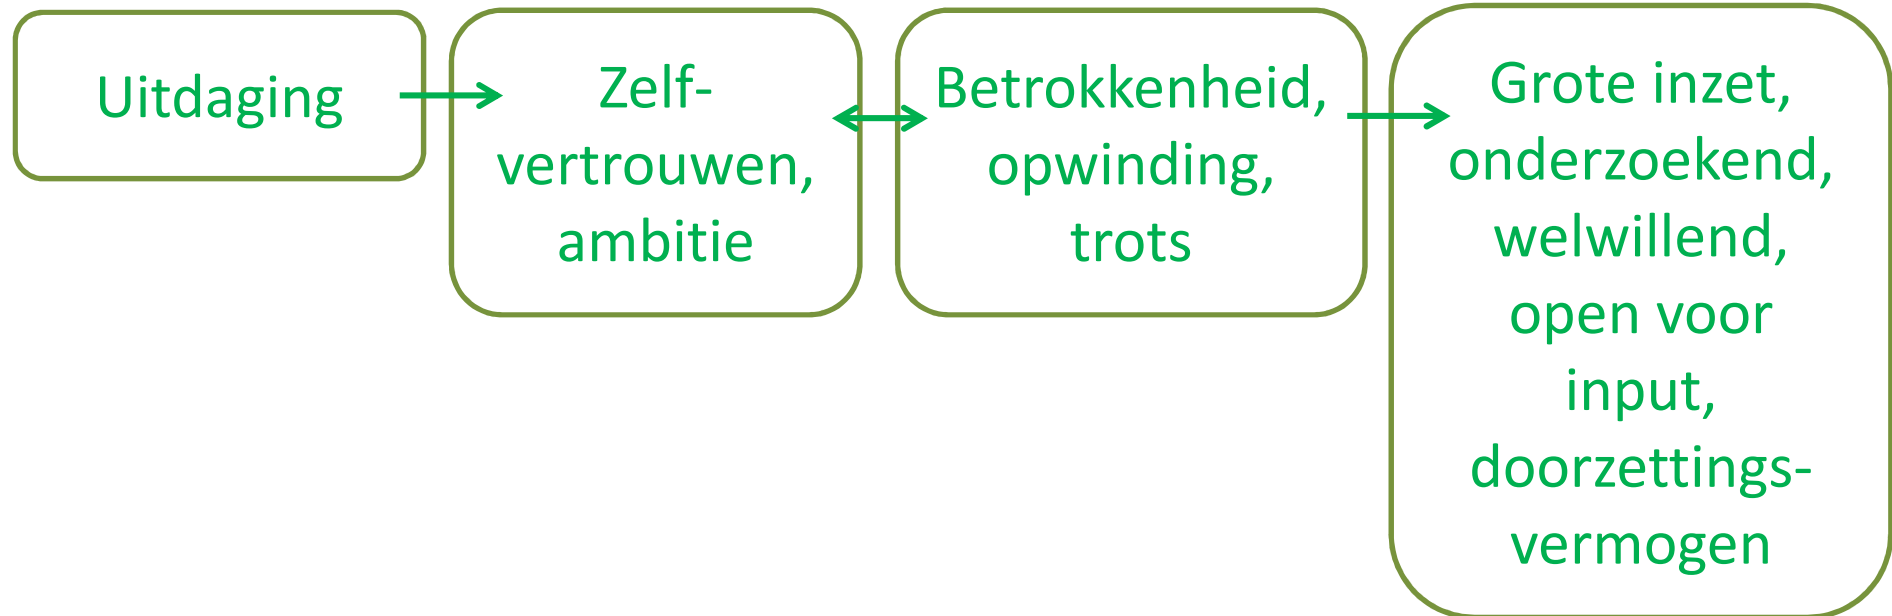 Uitdaging
Zelf-
vertrouwen,
ambitie
Betrokkenheid,
opwinding,
trots
Grote inzet,
onderzoekend,
welwillend,
open voor
input,
doorzettings-
vermogen